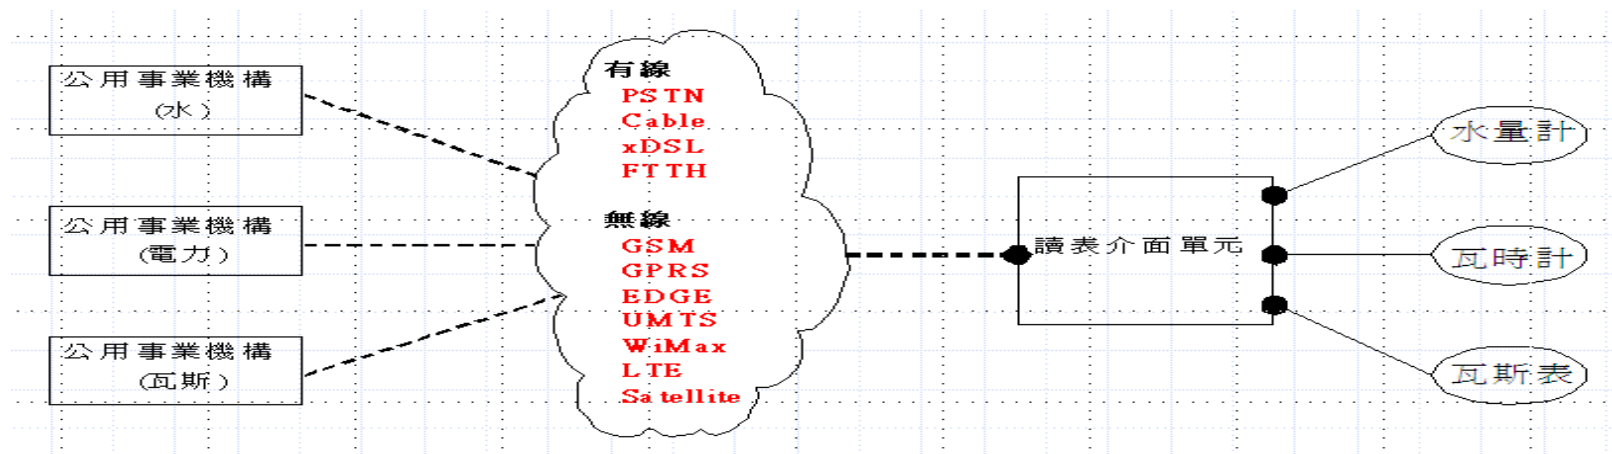 公用事業機構
(水)
公用事業機構
(電力)
公用事業機構
(瓦斯)
有線
PSTN
Cable
xDSL
FTTH
無線
GSM
GPRS
EDGE
UMTS
WiMax
LTE
Satellite
讀表介面單元
水量計
瓦時計
瓦斯表